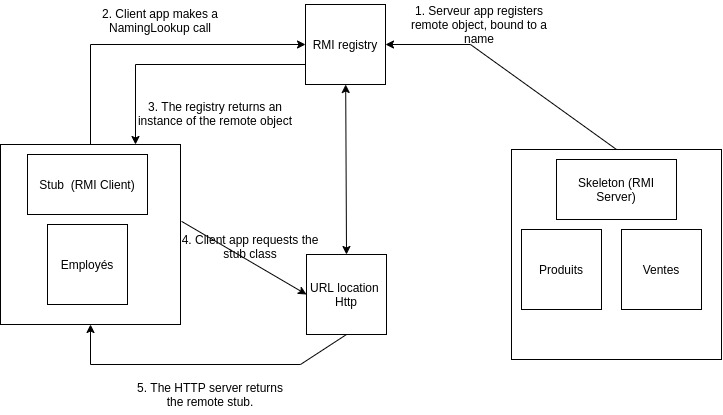 2. Client app makes a
NamingLookup call
1. Serveur app registers
remote object, bound to a
name
RMI registry
3. The registry returns an
instance of the remote object
Stub (RMI Client)
Employés
Skeleton (RMI
Server)
Produits
Ventes
4. Client app requests the
stub class
URL location
Http
5. The HTTP server returns
the remote stub.